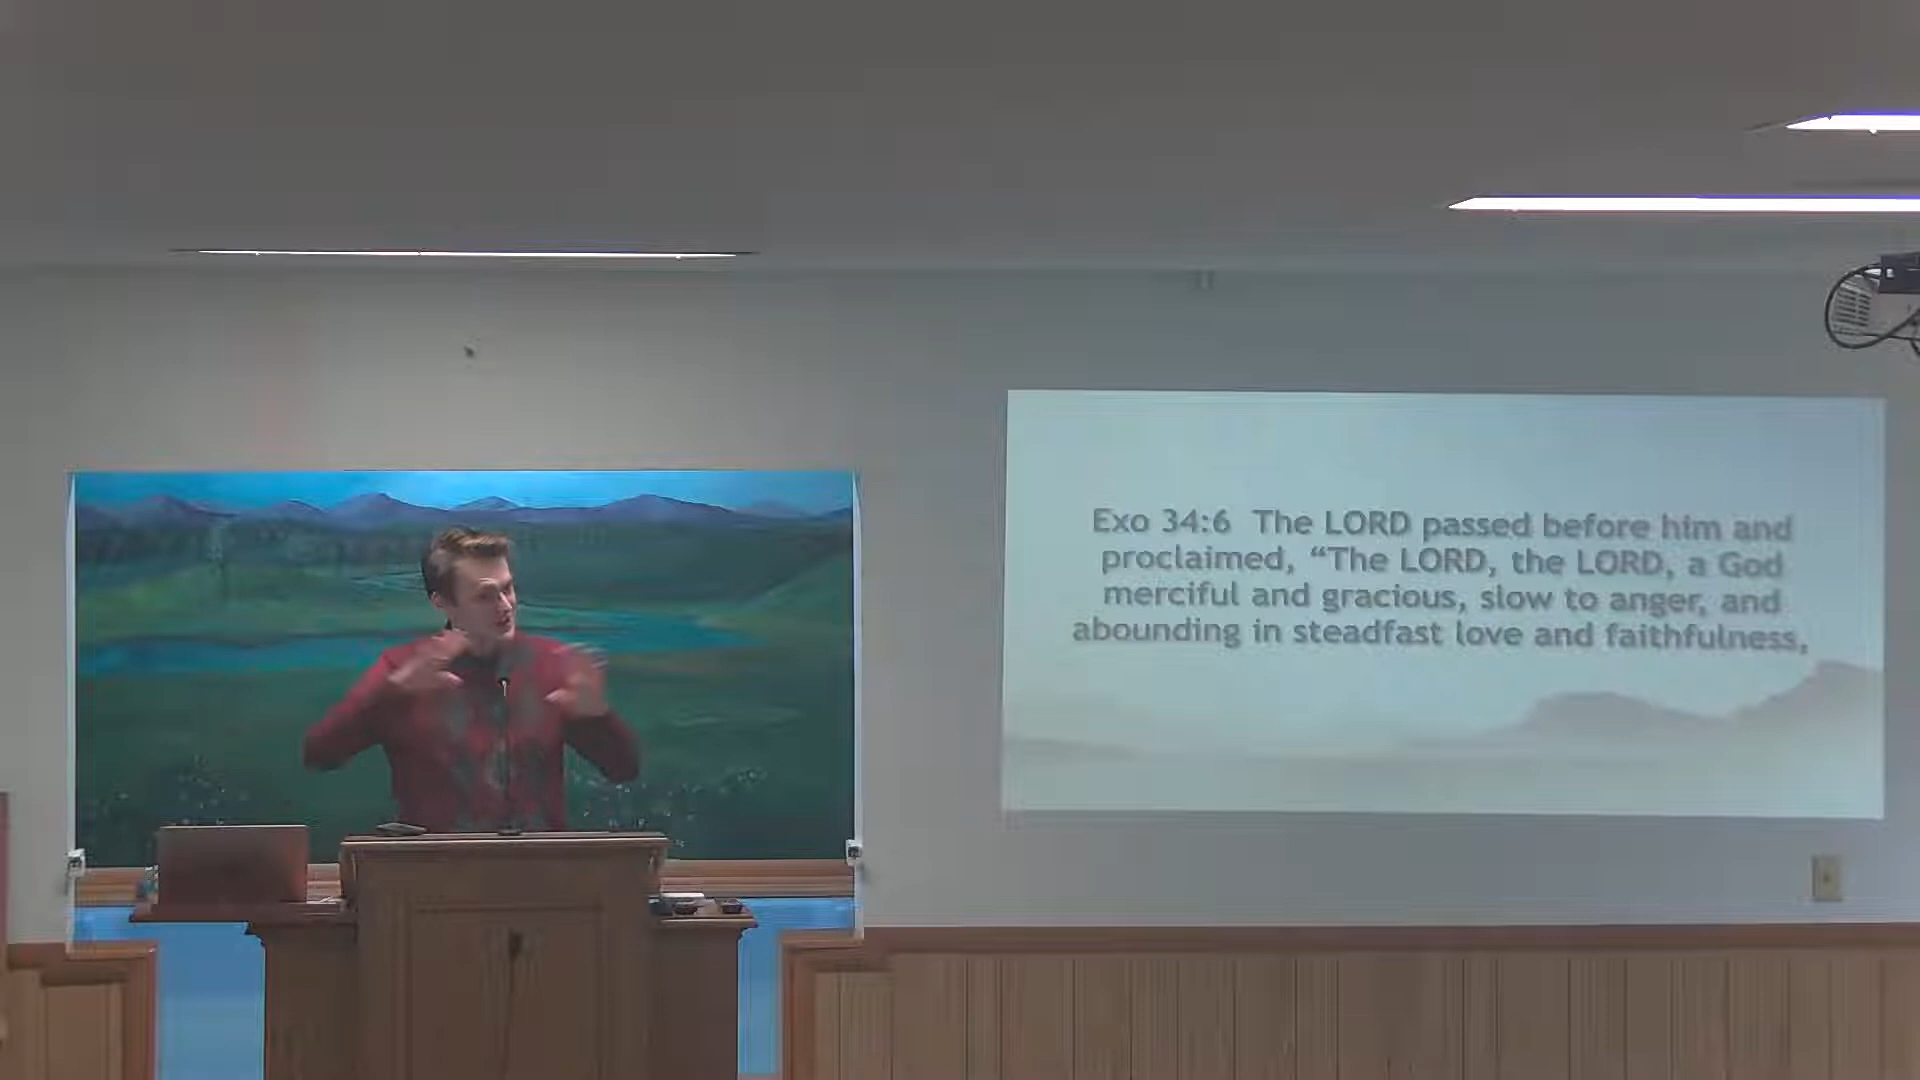 Exo 34:6  The LORD passed before him and
proclaimed, “The LORD, the LORD, a God
merciful and gracious, slow to anger, and
abounding in steadfast love and faithfulness,